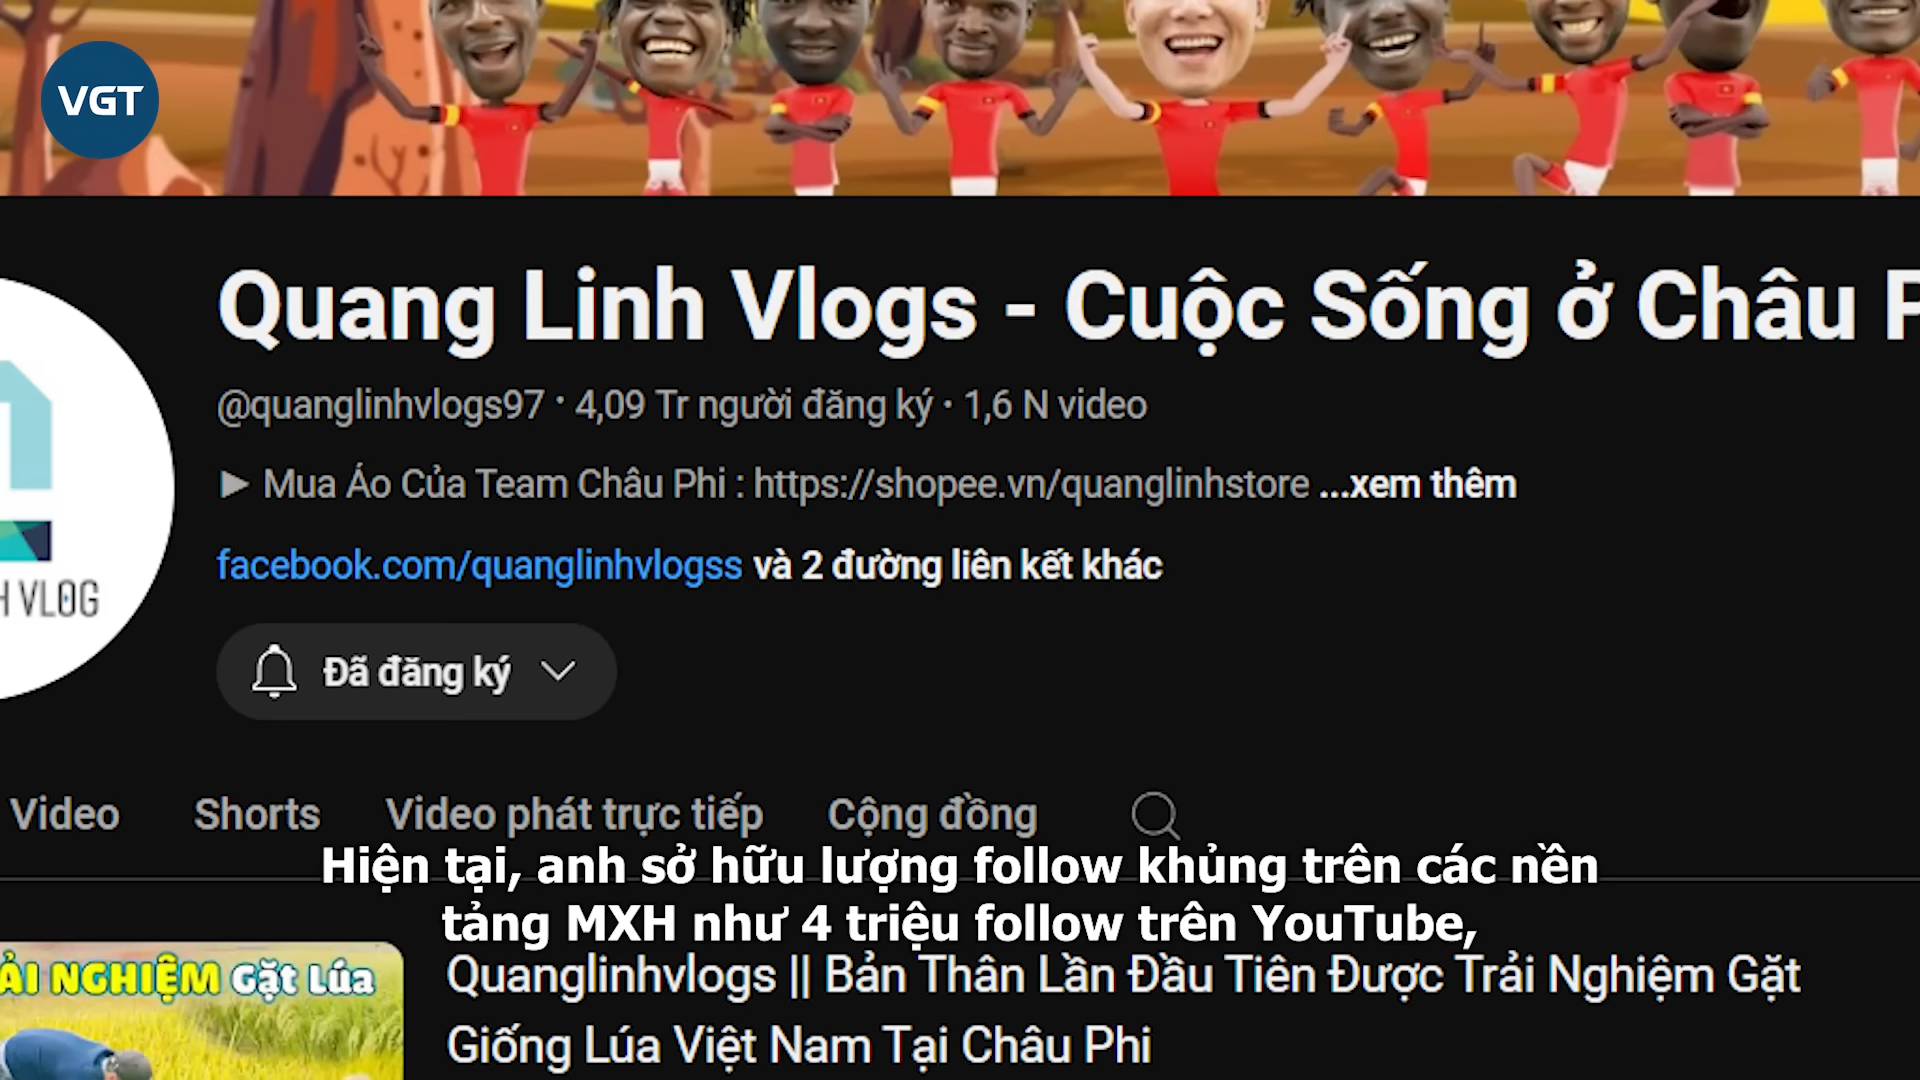 VGT
Quang Linh Vlogs - Cuộc Sống ở Châu
@quanglinhvlogs97 · 4,09 Tr người đăng ký · 1,6 N video
▶ Mua Áo Của Team Châu Phi : https://shopee.vn/quanglinhstore ...xem thêm
facebook.com/quanglinhvlogss và 2 đường liên kết khác
VLOG
Đã đăng ký
Video Shorts Video phát trực tiếp Cộng đồng
Hiện tại, anh sở hữu lượng follow khủng trên các nền
tảng MXH như 4 triệu follow trên YouTube,
NGHIỆM Gặt Lúa
Quanglinhvlogs || Bản Thân Lần Đầu Tiên Được Trải Nghiệm Gặt
Giống Lúa Việt Nam Tại Châu Phi